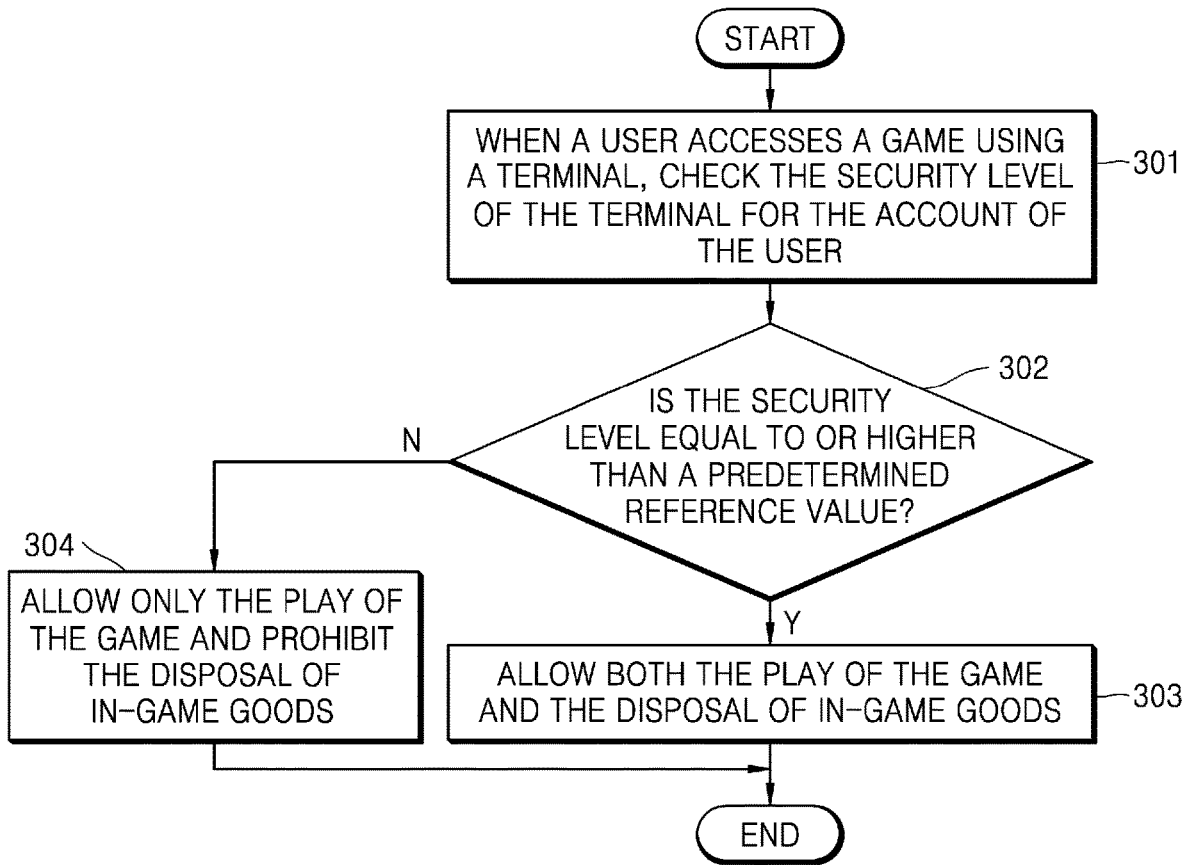 START
WHEN A USER ACCESSES A GAME USING
A TERMINAL, CHECK THE SECURITY LEVEL
OF THE TERMINAL FOR THE ACCOUNT OF
THE USER
301
302
IS THE SECURITY
LEVEL EQUAL TO OR HIGHER
THAN A PREDETERMINED
REFERENCE VALUE?
N
Y
304
ALLOW ONLY THE PLAY OF
THE GAME AND PROHIBIT
THE DISPOSAL OF
IN-GAME GOODS
ALLOW BOTH THE PLAY OF THE GAME
AND THE DISPOSAL OF IN-GAME GOODS
303
END